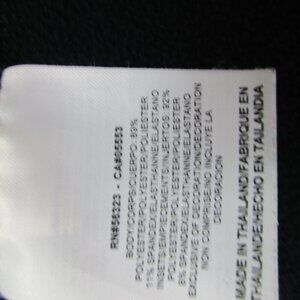 RN#56323 - CA#05553
BODY/CORPS/CUERPO: 89%
POLYESTER/POLYESTER/POLIESTER
11% SPANDEX/ELASTHANNE/ELASTANO
INSETS/EMPIECEMENTS/INSERTOS: 92%
POLYESTER/POLYESTER/POLIESTER
8% SPANDEX/ELASTHANNE/ELASTANO
EXCLUSIVE OF DECORATION/DECORATION
NON COMPRISE/NO INCLUYE LA
DECORACION
MADE IN THAILAND/FABRIQUE EN
THAILANDE/HECHO EN TAILANDIA